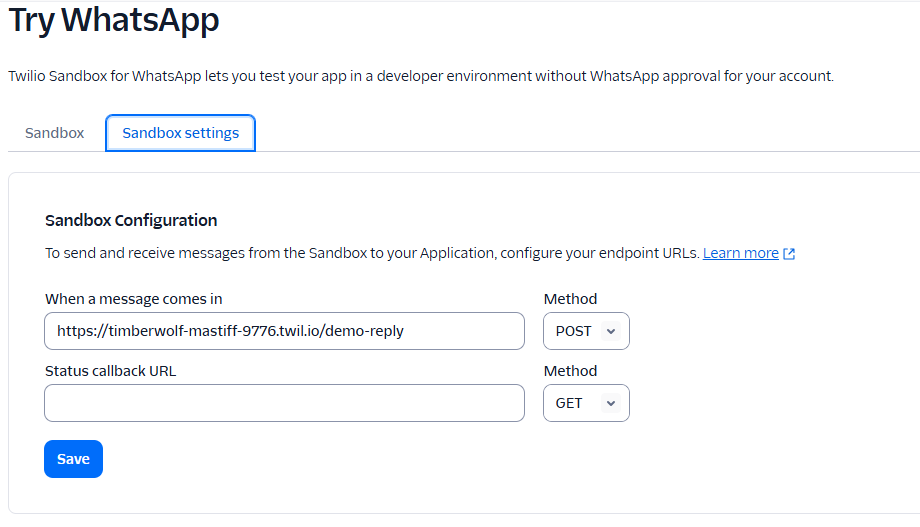 Try WhatsApp
Twilio Sandbox for WhatsApp lets you test your app in a developer environment without WhatsApp approval for your account.
Sandbox Sandbox settings
Sandbox Configuration
To send and receive messages from the Sandbox to your Application, configure your endpoint URLs. Learn more
When a message comes in Method
https://timberwolf-mastiff-9776.twil.io/demo-reply POST
Status callback URL Method
GET
Save